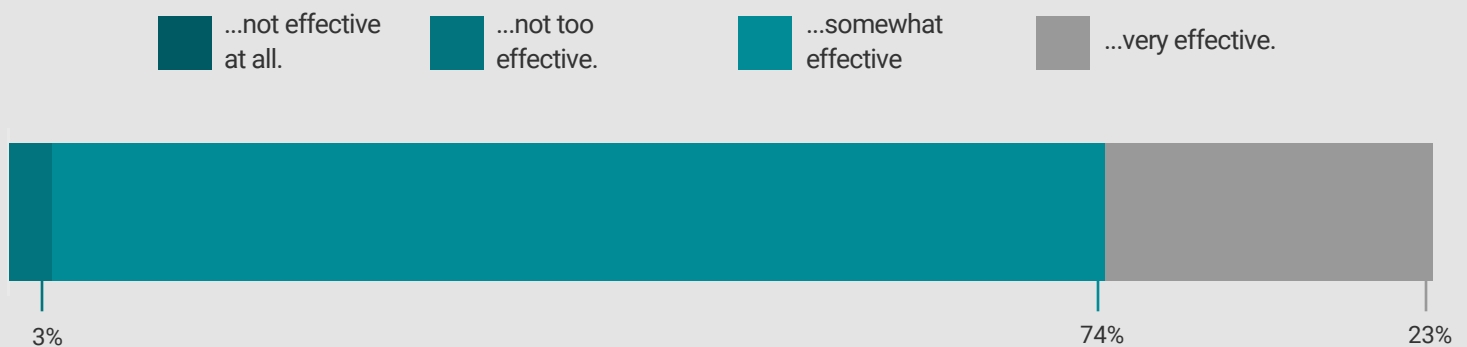 ...not effective
at all.
...not too
effective.
...somewhat
effective
...very effective.
3%
74%
23%